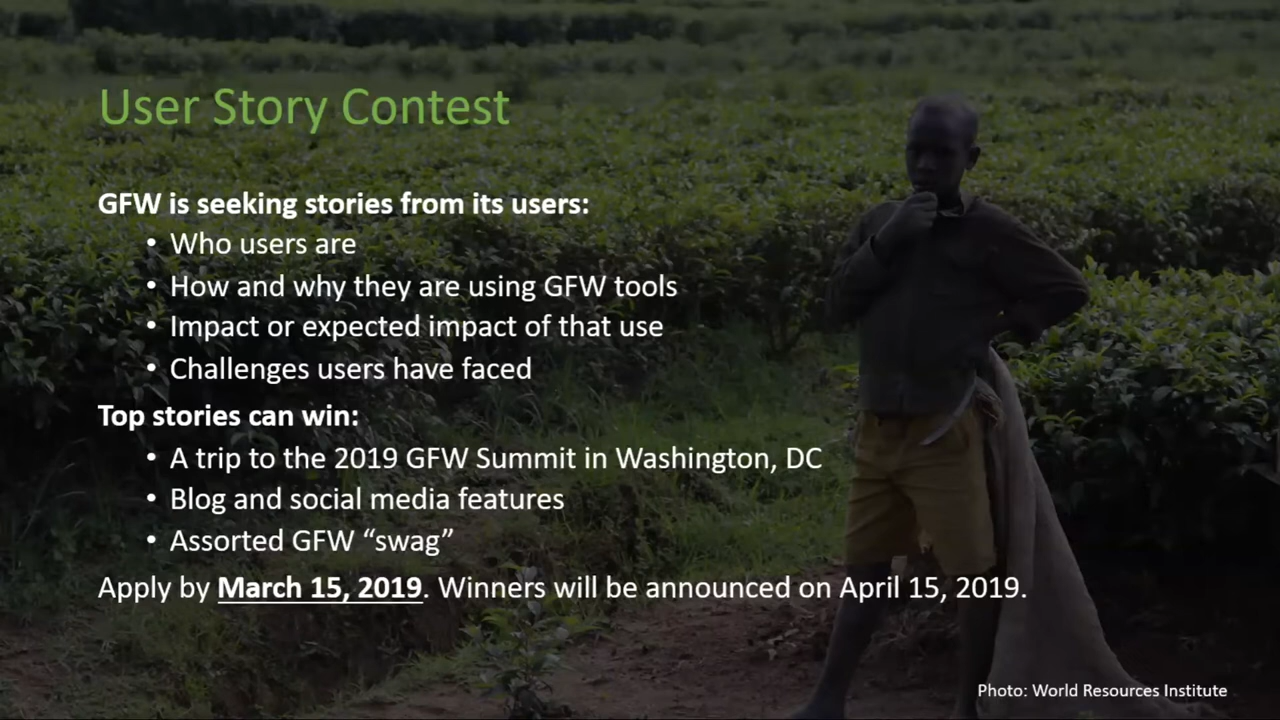 User Story Contest
GFW is seeking stories from its users:
• Who users are
• How and why they are using GFW tools
• Impact or expected impact of that use
• Challenges users have faced
Top stories can win:
• A trip to the 2019 GFW Summit in Washington, DC
• Blog and social media features
• Assorted GFW “swag”
Apply by March 15, 2019. Winners will be announced on April 15, 2019.
Photo: World Resources Institute